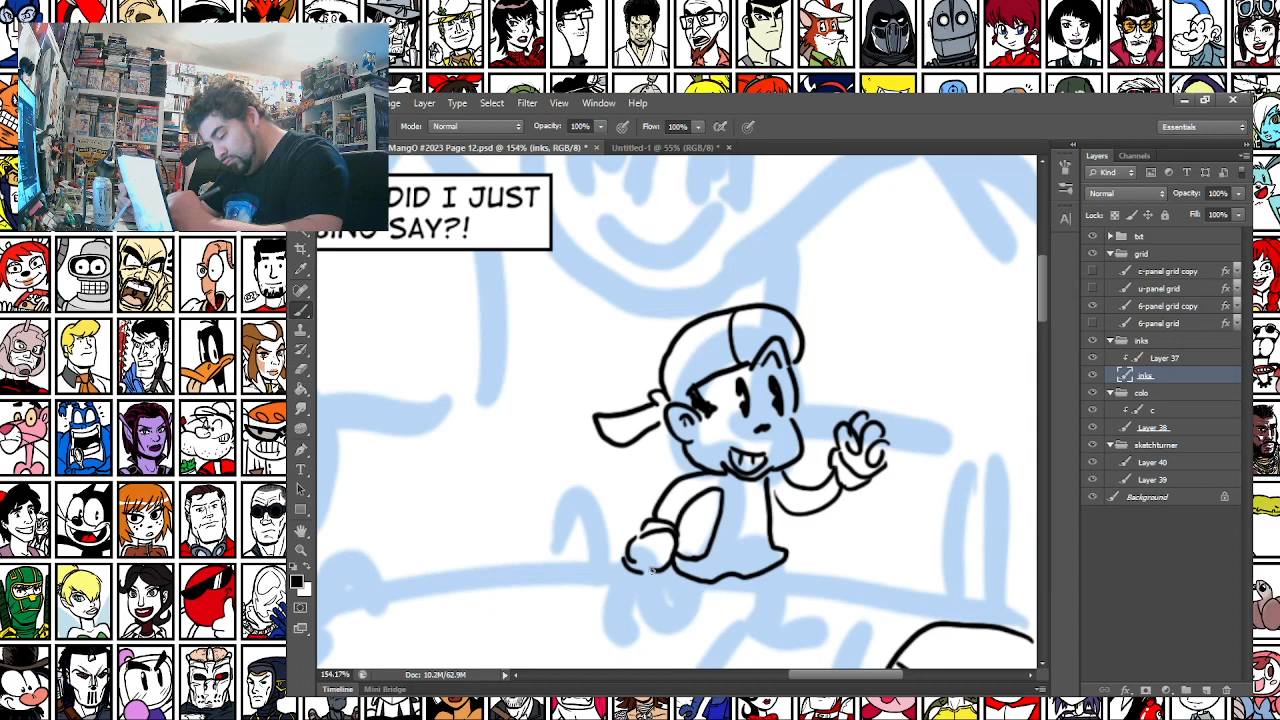 Layer Type Select Filter View Window Help
Mode: Normal Opacity: 100% Flow: 100% Essentials
MangO #2023 Page 12.psd @ 154% (inks, RGB/8) * Untitled-1 @ 55% (RGB/8) *
DID I JUST
SAY?!
Layers Channels
Kind
Normal Opacity: 100%
Lock: Fill: 100%
txt
grid
c-panel grid copy fx
u-panel grid fx
6-panel grid copy fx
6-panel grid fx
inks
Layer 37
inks
colo
c
Layer 38
sketchturner
Layer 40
Layer 39
Background
154.17% Doc: 10.2M/62.9M
Timeline Mini Bridge